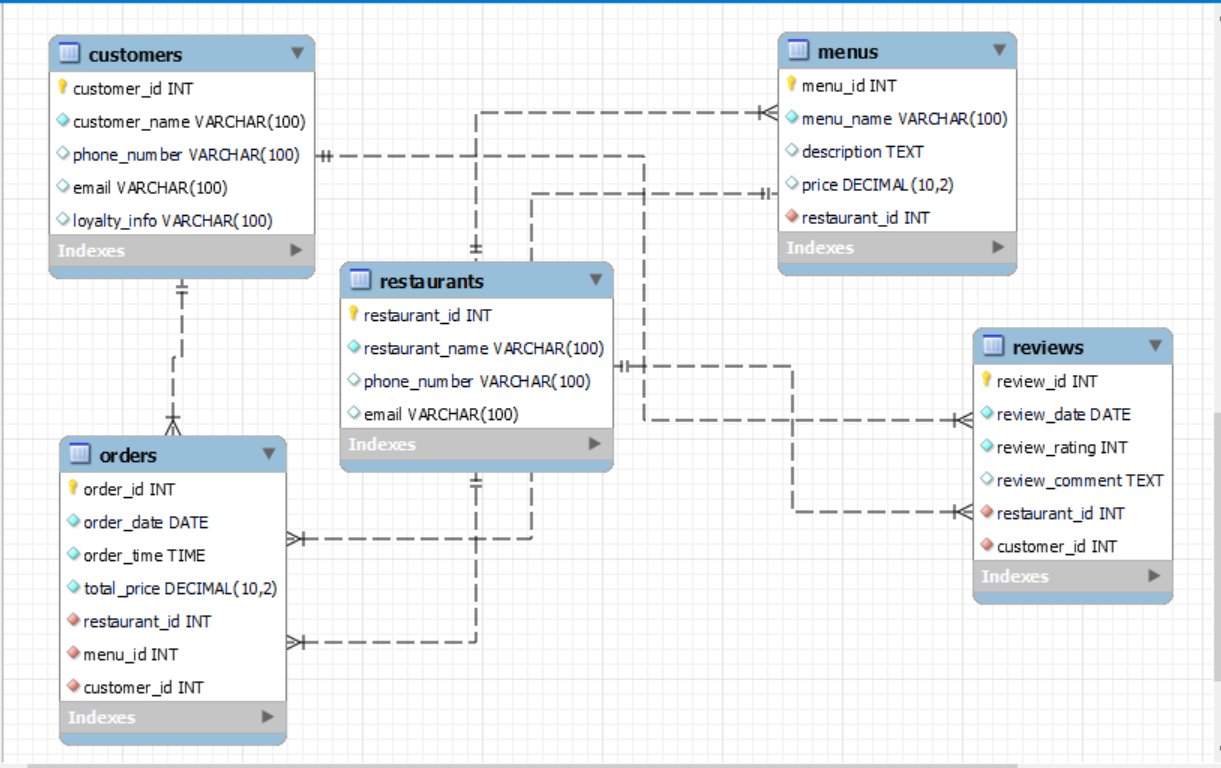 customers
customer_id INT
customer_name VARCHAR(100)
phone_number VARCHAR(100)
email VARCHAR(100)
loyalty_info VARCHAR(100)
Indexes
menus
menu_id INT
menu_name VARCHAR(100)
description TEXT
price DECIMAL(10,2)
restaurant_id INT
Indexes
restaurants
restaurant_id INT
restaurant_name VARCHAR(100)
phone_number VARCHAR(100)
email VARCHAR(100)
Indexes
reviews
review_id INT
review_date DATE
review_rating INT
review_comment TEXT
restaurant_id INT
customer_id INT
Indexes
orders
order_id INT
order_date DATE
order_time TIME
total_price DECIMAL(10,2)
restaurant_id INT
menu_id INT
customer_id INT
Indexes